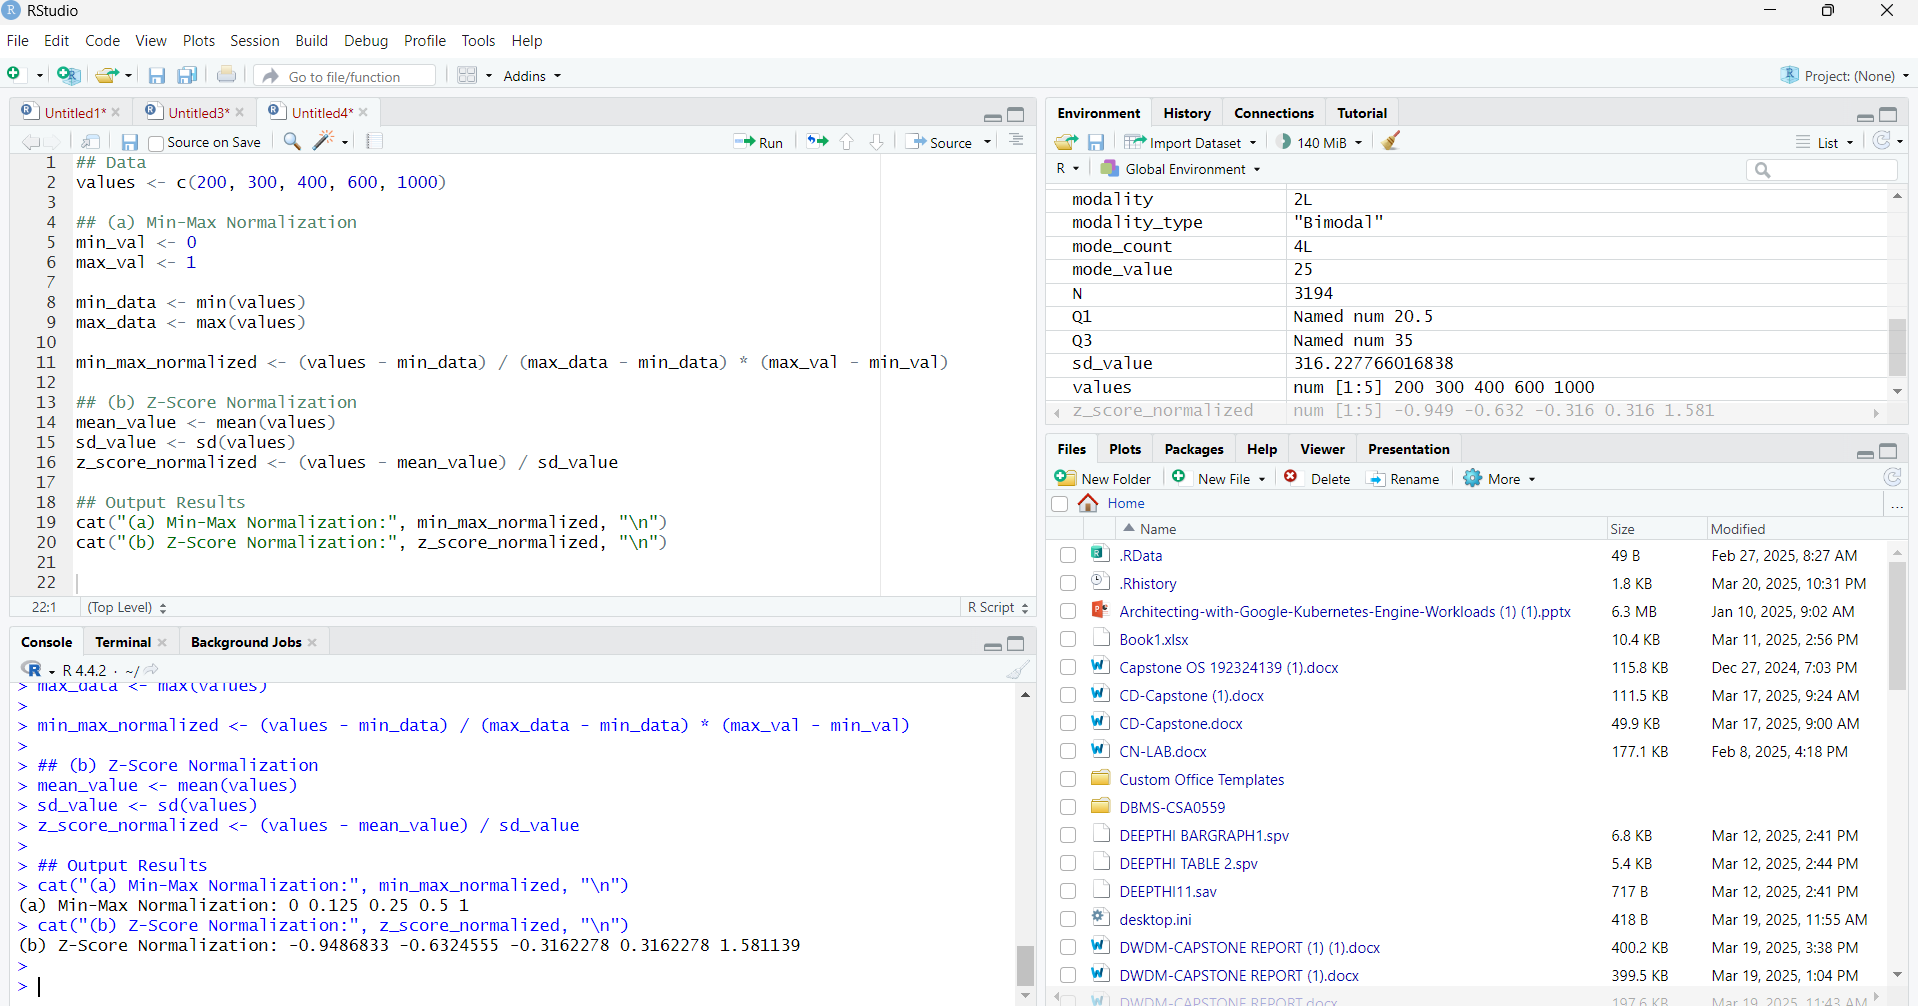 RStudio
File Edit Code View Plots Session Build Debug Profile Tools Help
Go to file/function Addins
Project: (None)
Untitled1* Untitled3* Untitled4*
Source on Save Run Source
1 ## Data
2 values <- c(200, 300, 400, 600, 1000)
3
4 ## (a) Min-Max Normalization
5 min_val <- 0
6 max_val <- 1
7
8 min_data <- min(values)
9 max_data <- max(values)
10
11 min_max_normalized <- (values - min_data) / (max_data - min_data) * (max_val - min_val)
12
13 ## (b) Z-Score Normalization
14 mean_value <- mean(values)
15 sd_value <- sd(values)
16 z_score_normalized <- (values - mean_value) / sd_value
17
18 ## Output Results
19 cat("(a) Min-Max Normalization:", min_max_normalized, "\n")
20 cat("(b) Z-Score Normalization:", z_score_normalized, "\n")
21
22
22:1 (Top Level) R Script
Console Terminal Background Jobs
R 4.4.2 · ~/
> max_data <- max(values)
>
> min_max_normalized <- (values - min_data) / (max_data - min_data) * (max_val - min_val)
>
> ## (b) Z-Score Normalization
> mean_value <- mean(values)
> sd_value <- sd(values)
> z_score_normalized <- (values - mean_value) / sd_value
>
> ## Output Results
> cat("(a) Min-Max Normalization:", min_max_normalized, "\n")
(a) Min-Max Normalization: 0 0.125 0.25 0.5 1
> cat("(b) Z-Score Normalization:", z_score_normalized, "\n")
(b) Z-Score Normalization: -0.9486833 -0.6324555 -0.3162278 0.3162278 1.581139
>
>
Environment History Connections Tutorial
Import Dataset 140 MiB List
R Global Environment
modality 2L
modality_type "Bimodal"
mode_count 4L
mode_value 25
N 3194
Q1 Named num 20.5
Q3 Named num 35
sd_value 316.227766016838
values num [1:5] 200 300 400 600 1000
z_score_normalized num [1:5] -0.949 -0.632 -0.316 0.316 1.581
Files Plots Packages Help Viewer Presentation
New Folder New File Delete Rename More
Home ...
Name Size Modified
.RData 49 B Feb 27, 2025, 8:27 AM
.Rhistory 1.8 KB Mar 20, 2025, 10:31 PM
Architecting-with-Google-Kubernetes-Engine-Workloads (1) (1).pptx 6.3 MB Jan 10, 2025, 9:02 AM
Book1.xlsx 10.4 KB Mar 11, 2025, 2:56 PM
Capstone OS 192324139 (1).docx 115.8 KB Dec 27, 2024, 7:03 PM
CD-Capstone (1).docx 111.5 KB Mar 17, 2025, 9:24 AM
CD-Capstone.docx 49.9 KB Mar 17, 2025, 9:00 AM
CN-LAB.docx 177.1 KB Feb 8, 2025, 4:18 PM
Custom Office Templates
DBMS-CSA0559
DEEPTHI BARGRAPH1.spv 6.8 KB Mar 12, 2025, 2:41 PM
DEEPTHI TABLE 2.spv 5.4 KB Mar 12, 2025, 2:44 PM
DEEPTHI11.sav 717 B Mar 12, 2025, 2:41 PM
desktop.ini 418 B Mar 19, 2025, 11:55 AM
DWDM-CAPSTONE REPORT (1) (1).docx 400.2 KB Mar 19, 2025, 3:38 PM
DWDM-CAPSTONE REPORT (1).docx 399.5 KB Mar 19, 2025, 1:04 PM
DWDM-CAPSTONE REPORT.docx 197.6 KB Mar 19, 2025, 11:43 AM